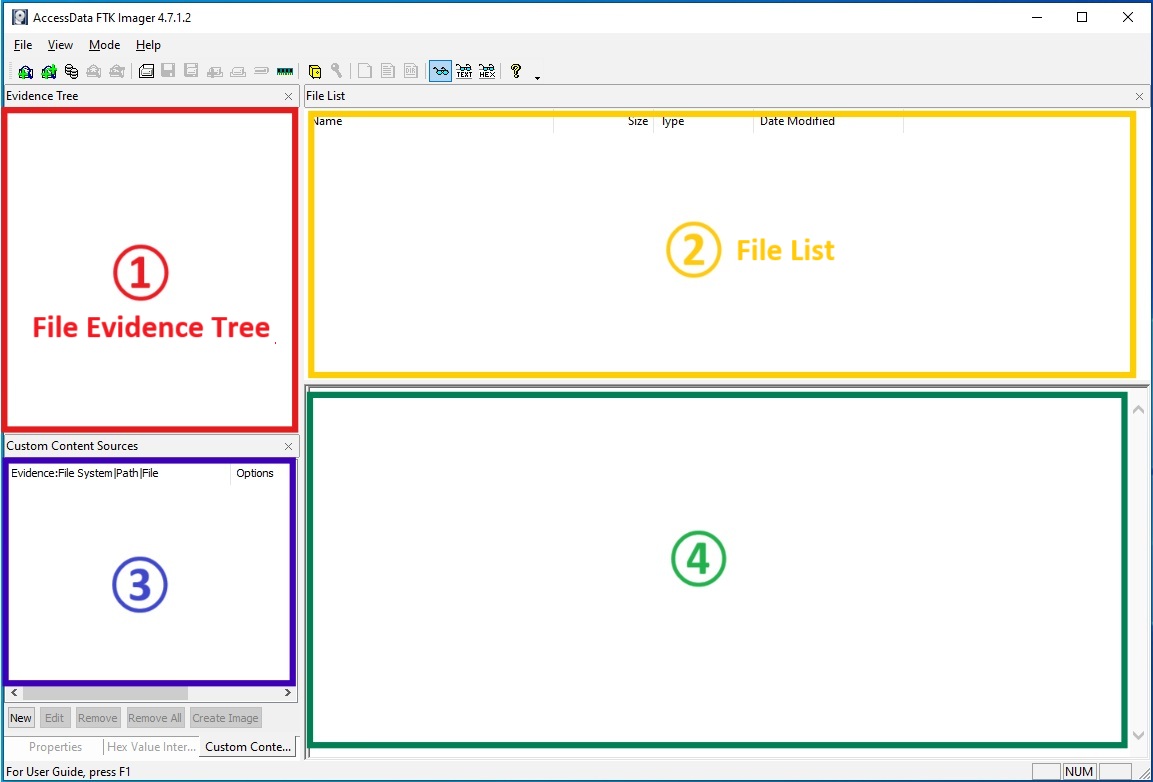 AccessData FTK Imager 4.7.1.2
File View Mode Help
TEXT HEX
Evidence Tree
File List
1
File Evidence Tree
Name Size Type Date Modified
2 File List
Custom Content Sources
Evidence:File System|Path|File Options
3
4
New Edit Remove Remove All Create Image
Properties Hex Value Inter... Custom Conte...
For User Guide, press F1
NUM